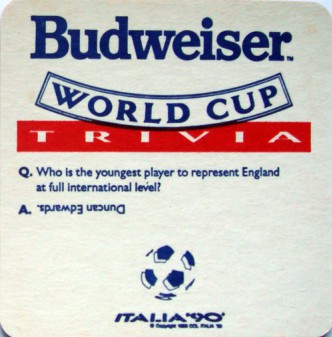 Budweiser™
WORLD CUP
TRIVIA
Q. Who is the youngest player to represent England
at full international level?
A. Duncan Edwards.
ITALIA'90